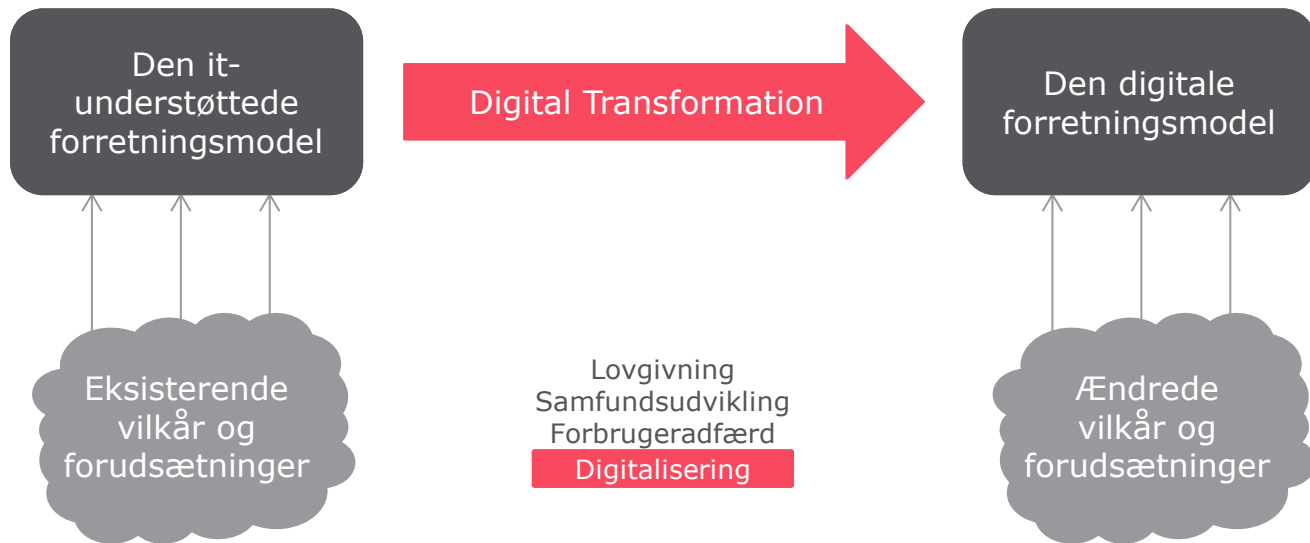 Den it-
understøttede
forretningsmodel
Digital Transformation
Den digitale
forretningsmodel
Eksisterende
vilkår og
forudsætninger
Lovgivning
Samfundsudvikling
Forbrugeradfærd
Digitalisering
Ændrede
vilkår og
forudsætninger